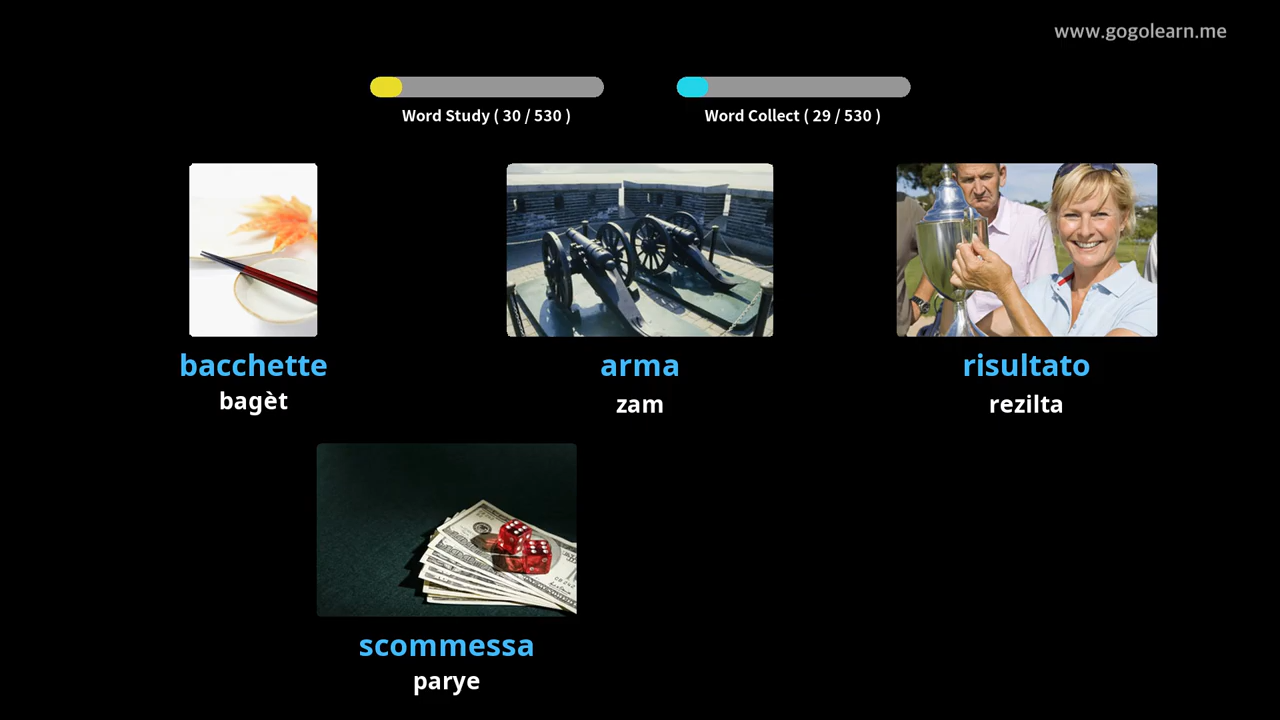 www.gogolearn.me
Word Study ( 30 / 530 )
Word Collect ( 29 / 530 )
bacchette
bagèt
arma
zam
risultato
rezilta
scommessa
parye